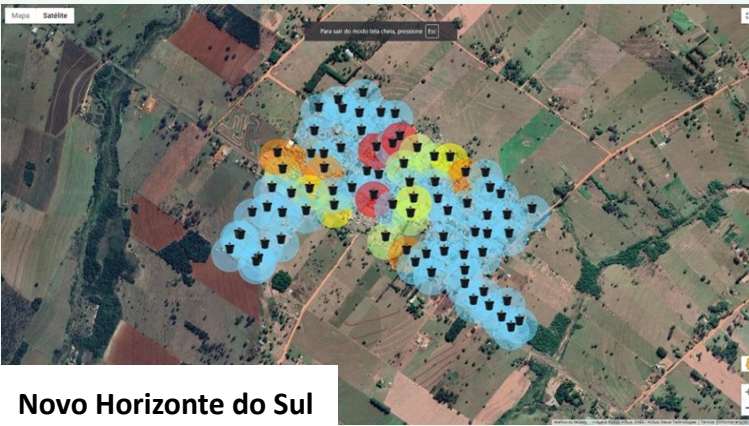 Mapa Satélite
Para sair do modo tela cheia, pressione Esc
Novo Horizonte do Sul